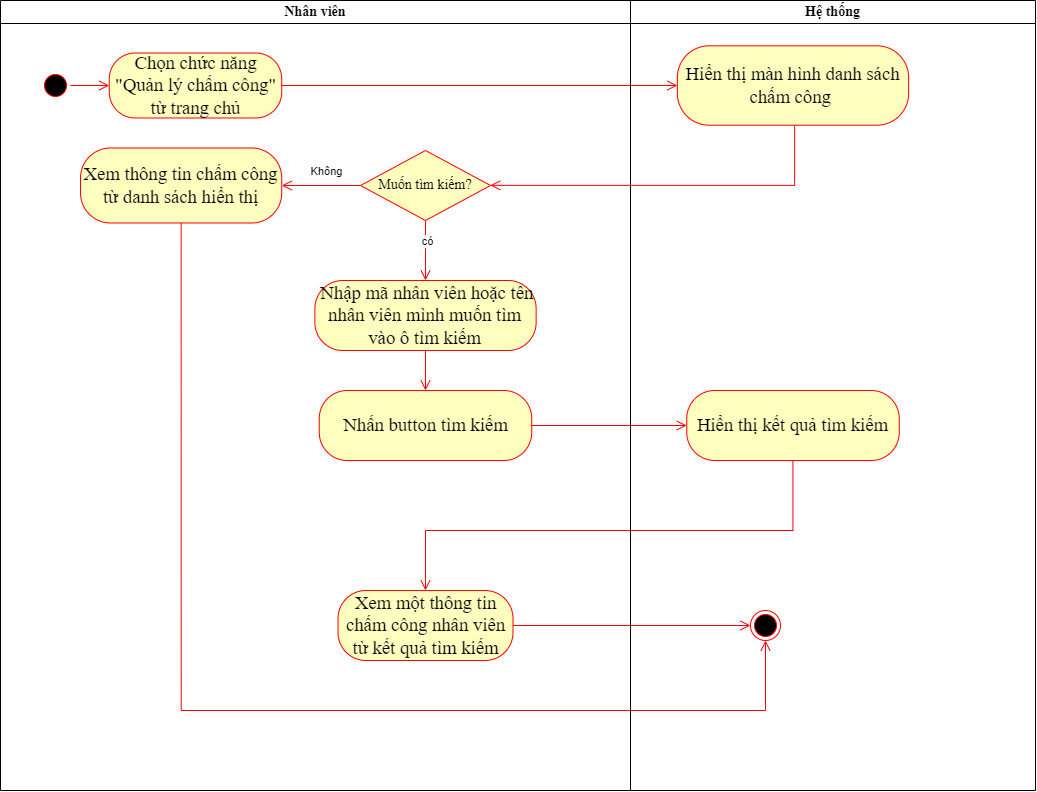 Nhân viên
Hệ thống
Chọn chức năng
"Quản lý chấm công"
từ trang chủ
Hiển thị màn hình danh sách
chấm công
Xem thông tin chấm công
từ danh sách hiển thị
Không
Muốn tìm kiếm?
có
Nhập mã nhân viên hoặc tên
nhân viên mình muốn tìm
vào ô tìm kiếm
Nhấn button tìm kiếm
Hiển thị kết quả tìm kiếm
Xem một thông tin
chấm công nhân viên
từ kết quả tìm kiếm